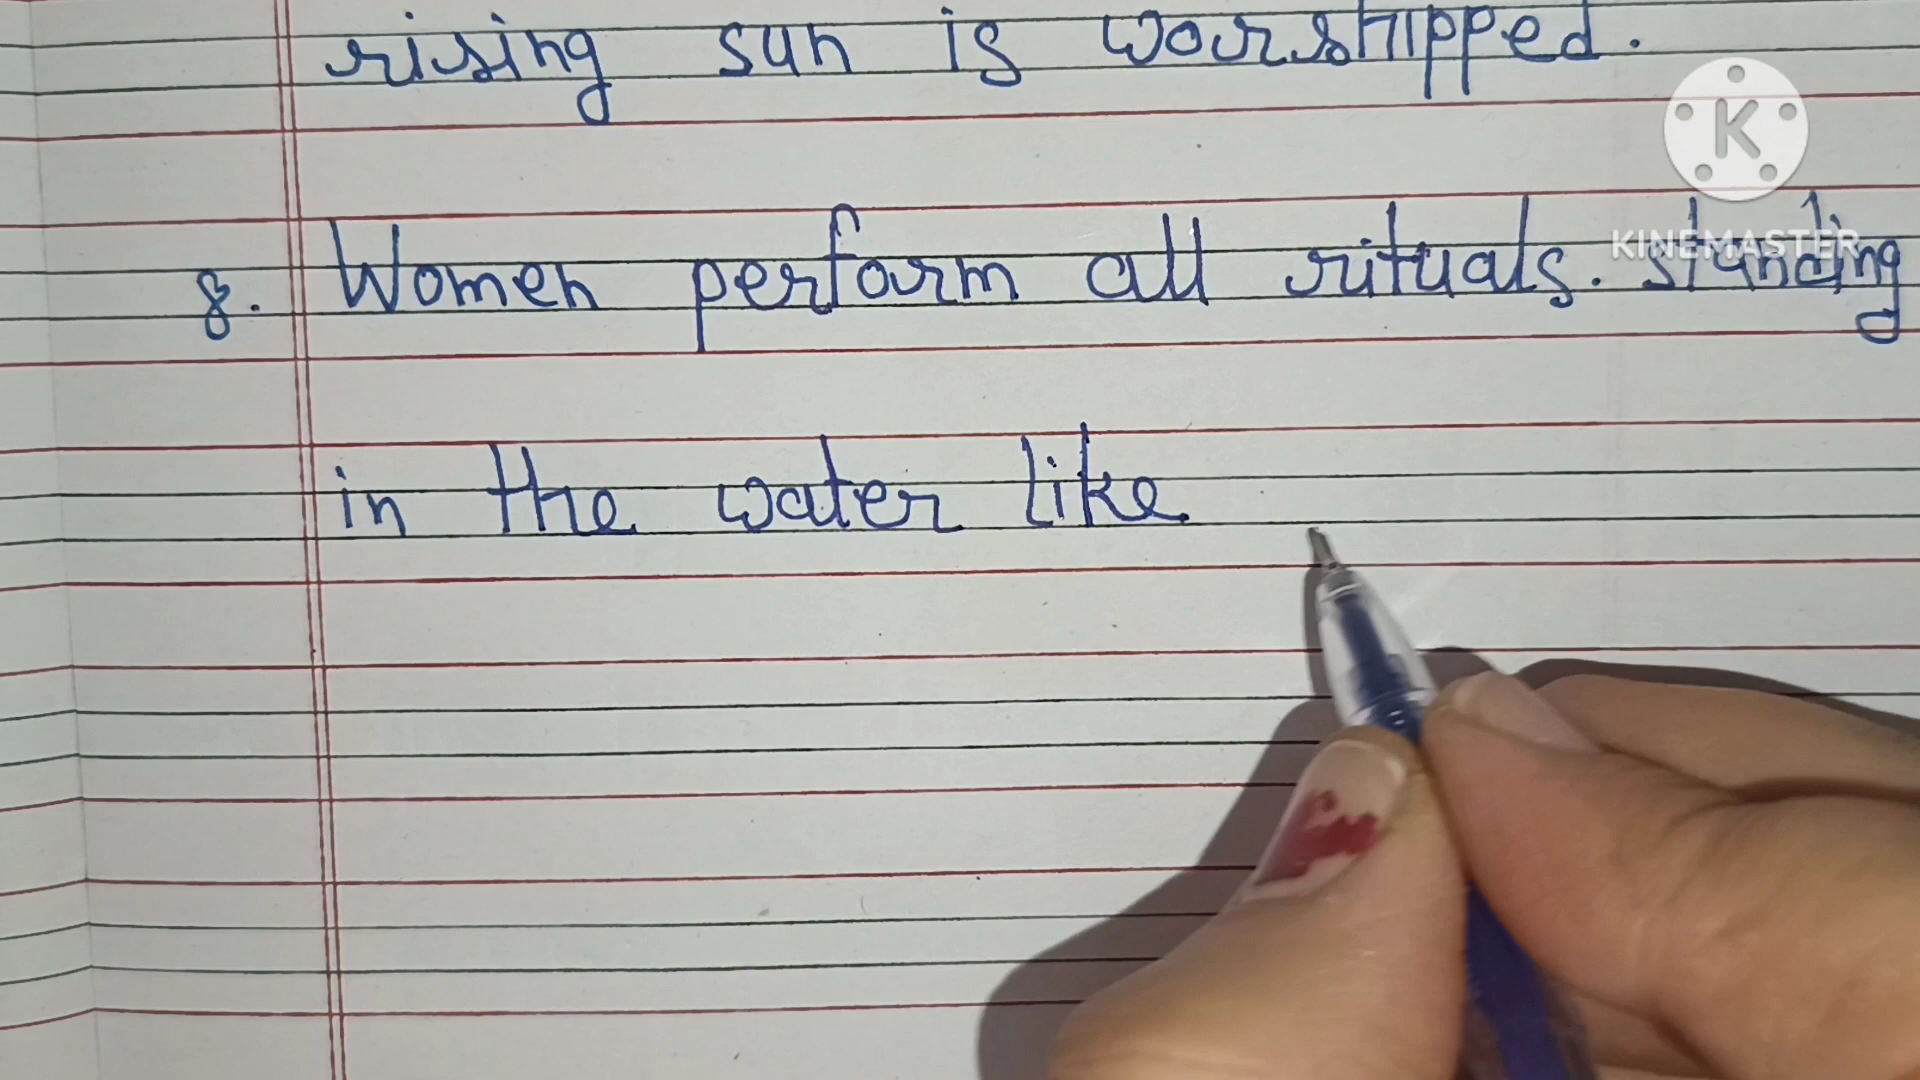 rising sun is worshipped.
K
KINEMASTER
8. Women perform all rituals. standing
in the water like